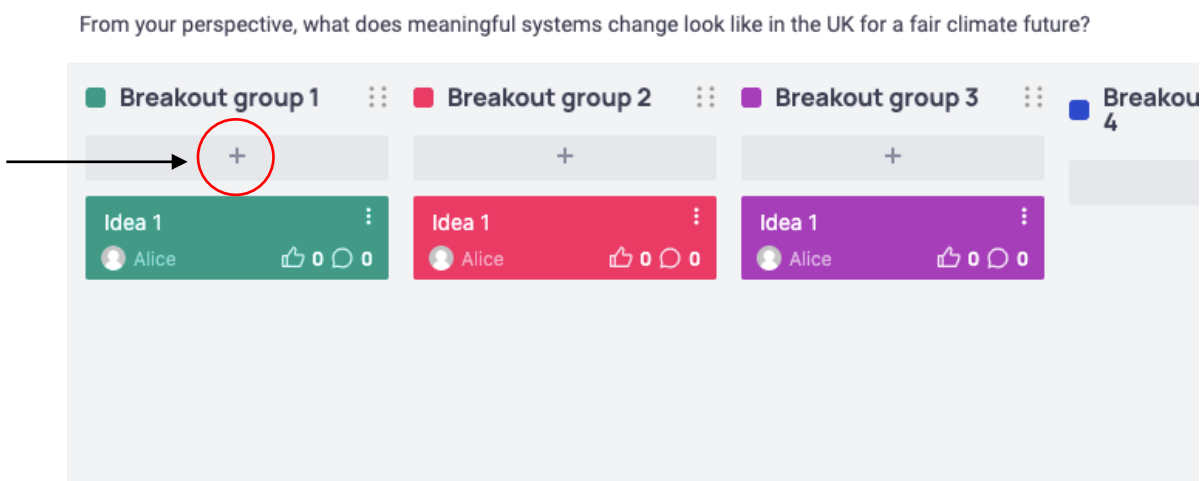 From your perspective, what does meaningful systems change look like in the UK for a fair climate future?
Breakout group 1
+
Idea 1
Alice
0 0
Breakout group 2
+
Idea 1
Alice
0 0
Breakout group 3
+
Idea 1
Alice
0 0
4